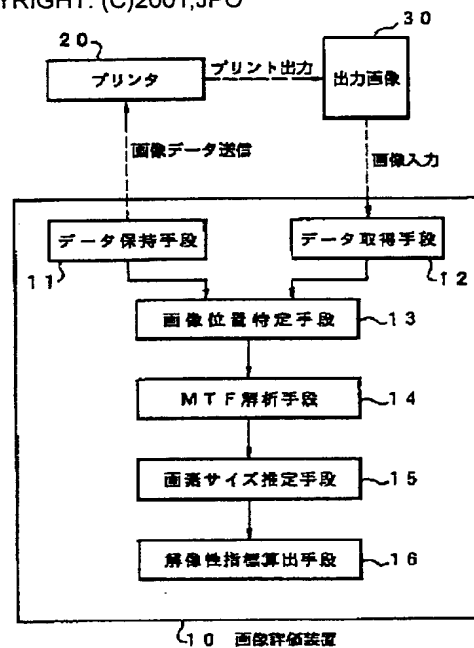 YRIGHT: (C)2001,JPO
20
30
プリンタ
プリント出力
出力画像
画像データ送信
画像入力
データ保持手段
データ取得手段
11
12
画像位置特定手段
13
MTF解析手段
14
画素サイズ推定手段
15
解像性指標算出手段
16
10 画像評価装置